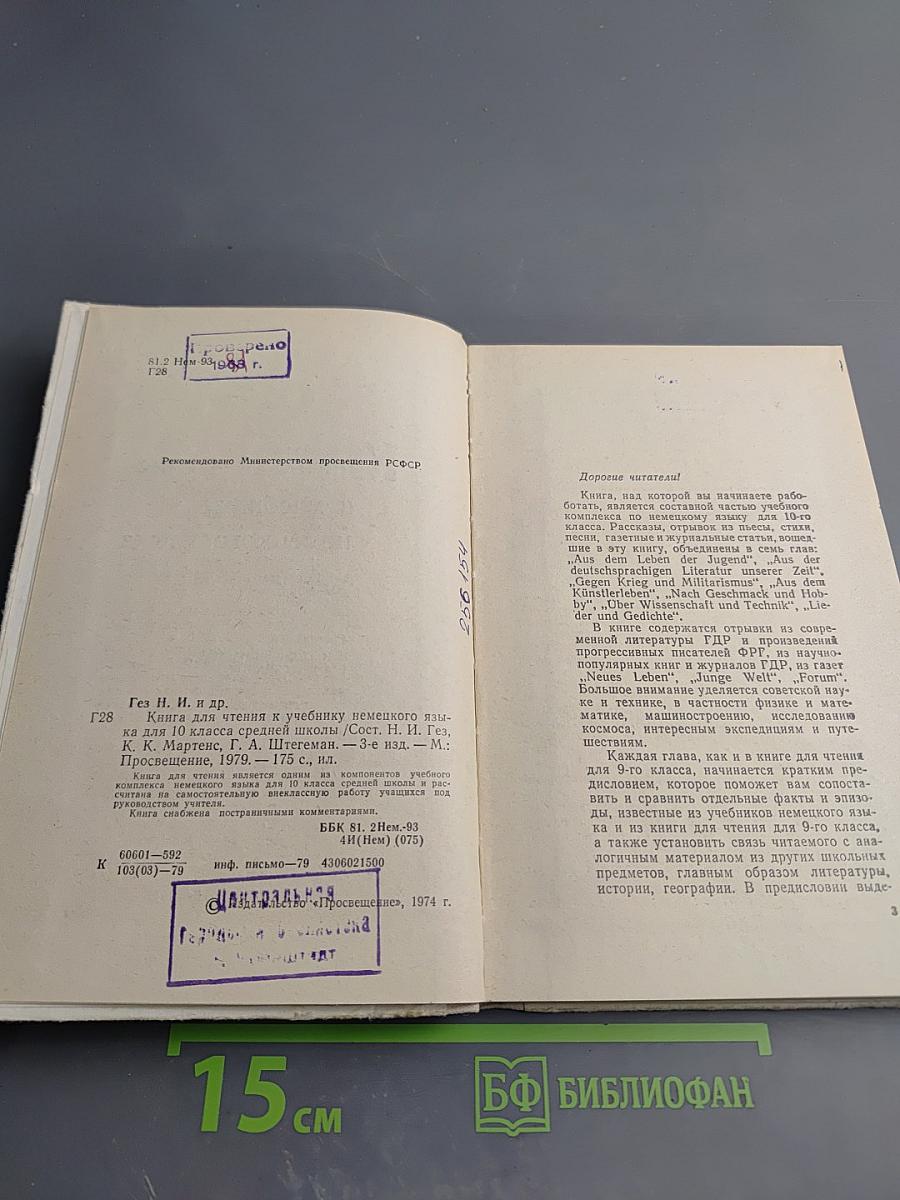 Проверено
1988 г.
81.2 Нем-93
Г28
Рекомендовано Министерством просвещения РСФСР
259154
Гез Н. И. и др.
Г28 Книга для чтения к учебнику немецкого язы-
ка для 10 класса средней школы /Сост. Н. И. Гез,
К. К. Мартенс, Г. А. Штегеман. — 3-е изд. — М.:
Просвещение, 1979. — 175 с., ил.
Книга для чтения является одним из компонентов учебного
комплекса немецкого языка для 10 класса средней школы и рас-
считана на самостоятельную внеклассную работу учащихся под
руководством учителя.
Книга снабжена постраничными комментариями.
ББК 81. 2Нем.-93
4И(Нем) (075)
К 60601—592
103(03)—79 инф. письмо—79 4306021500
© Издательство «Просвещение», 1974 г.
Центральная
Дорогие читатели!
Книга, над которой вы начинаете рабо-
ботать, является составной частью учебного
комплекса по немецкому языку для 10-го
класса. Рассказы, отрывок из пьесы, стихи,
песни, газетные и журнальные статьи, вошед-
шие в эту книгу, объединены в семь глав:
„Aus dem Leben der Jugend“, „Aus der
deutschsprachigen Literatur unserer Zeit“,
„Gegen Krieg und Militarismus“, „Aus dem
Künstlerleben“, „Nach Geschmack und Hob-
by“, „Über Wissenschaft und Technik“, „Lie-
der und Gedichte“.
В книге содержатся отрывки из совре-
менной литературы ГДР и произведений
прогрессивных писателей ФРГ, из научно-
популярных книг и журналов ГДР, из газет
„Neues Leben“, „Junge Welt“, „Forum“.
Большое внимание уделяется советской нау-
ке и технике, в частности физике и мате-
матике, машиностроению, исследованию
космоса, интересным экспедициям и путе-
шествиям.
Каждая глава, как и в книге для чтения
для 9-го класса, начинается кратким пре-
дисловием, которое поможет вам сопоста-
вить и сравнить отдельные факты и эпизо-
ды, известные из учебников немецкого язы-
ка и из книги для чтения для 9-го класса,
а также установить связь читаемого с ана-
логичным материалом из других школьных
предметов, главным образом литературы,
истории, географии. В предисловии выде-
3
15 см
БФ БИБЛИОФАН